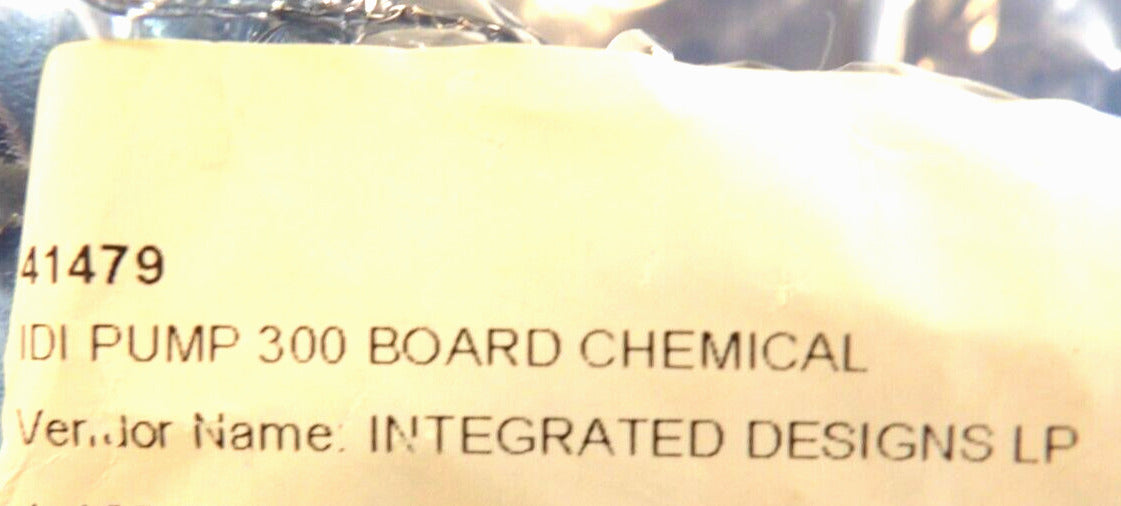 41479
IDI PUMP 300 BOARD CHEMICAL
Vendor Name: INTEGRATED DESIGNS LP